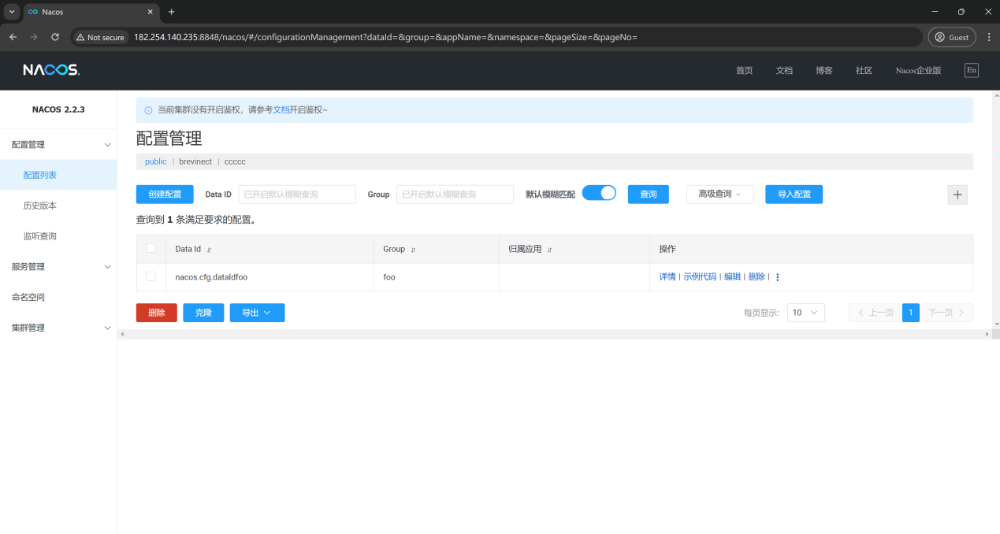 Nacos
Not secure 182.254.140.235:8848/nacos/#/configurationManagement?dataId=&group=&appName=&namespace=&pageSize=&pageNo= Guest
NACOS. 首页 文档 博客 社区 Nacos企业版 En
NACOS 2.2.3
配置管理
配置列表
历史版本
监听查询
服务管理
命名空间
集群管理
当前集群没有开启鉴权，请参考文档开启鉴权~
配置管理
public | brevinect | ccccc
创建配置 Data ID 已开启默认模糊查询 Group 已开启默认模糊查询 默认模糊匹配 查询 高级查询 导入配置
查询到 1 条满足要求的配置。
Data Id Group 归属应用 操作
nacos.cfg.dataIdfoo foo 详情 | 示例代码 | 编辑 | 删除 |
删除 克隆 导出 每页显示: 10 上一页 1 下一页